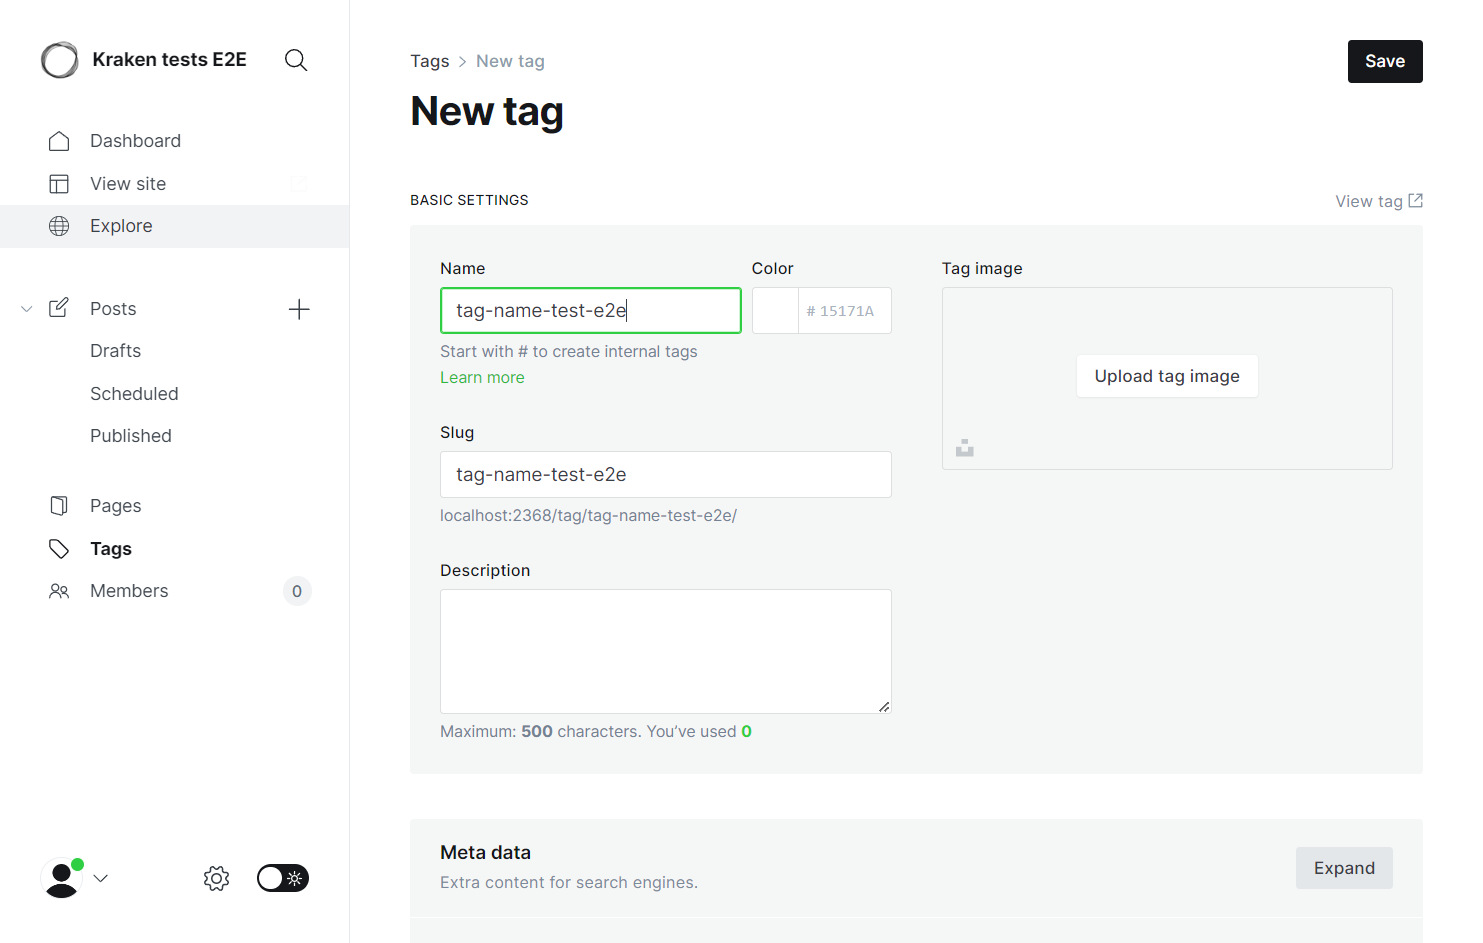 Kraken tests E2E
Dashboard
View site
Explore
Posts
Drafts
Scheduled
Published
Pages
Tags
Members 0
Tags > New tag
Save
New tag
BASIC SETTINGS
View tag
Name
Color
Tag image
tag-name-test-e2e
# 15171A
Start with # to create internal tags
Learn more
Upload tag image
Slug
tag-name-test-e2e
localhost:2368/tag/tag-name-test-e2e/
Description
Maximum: 500 characters. You’ve used 0
Meta data
Extra content for search engines.
Expand